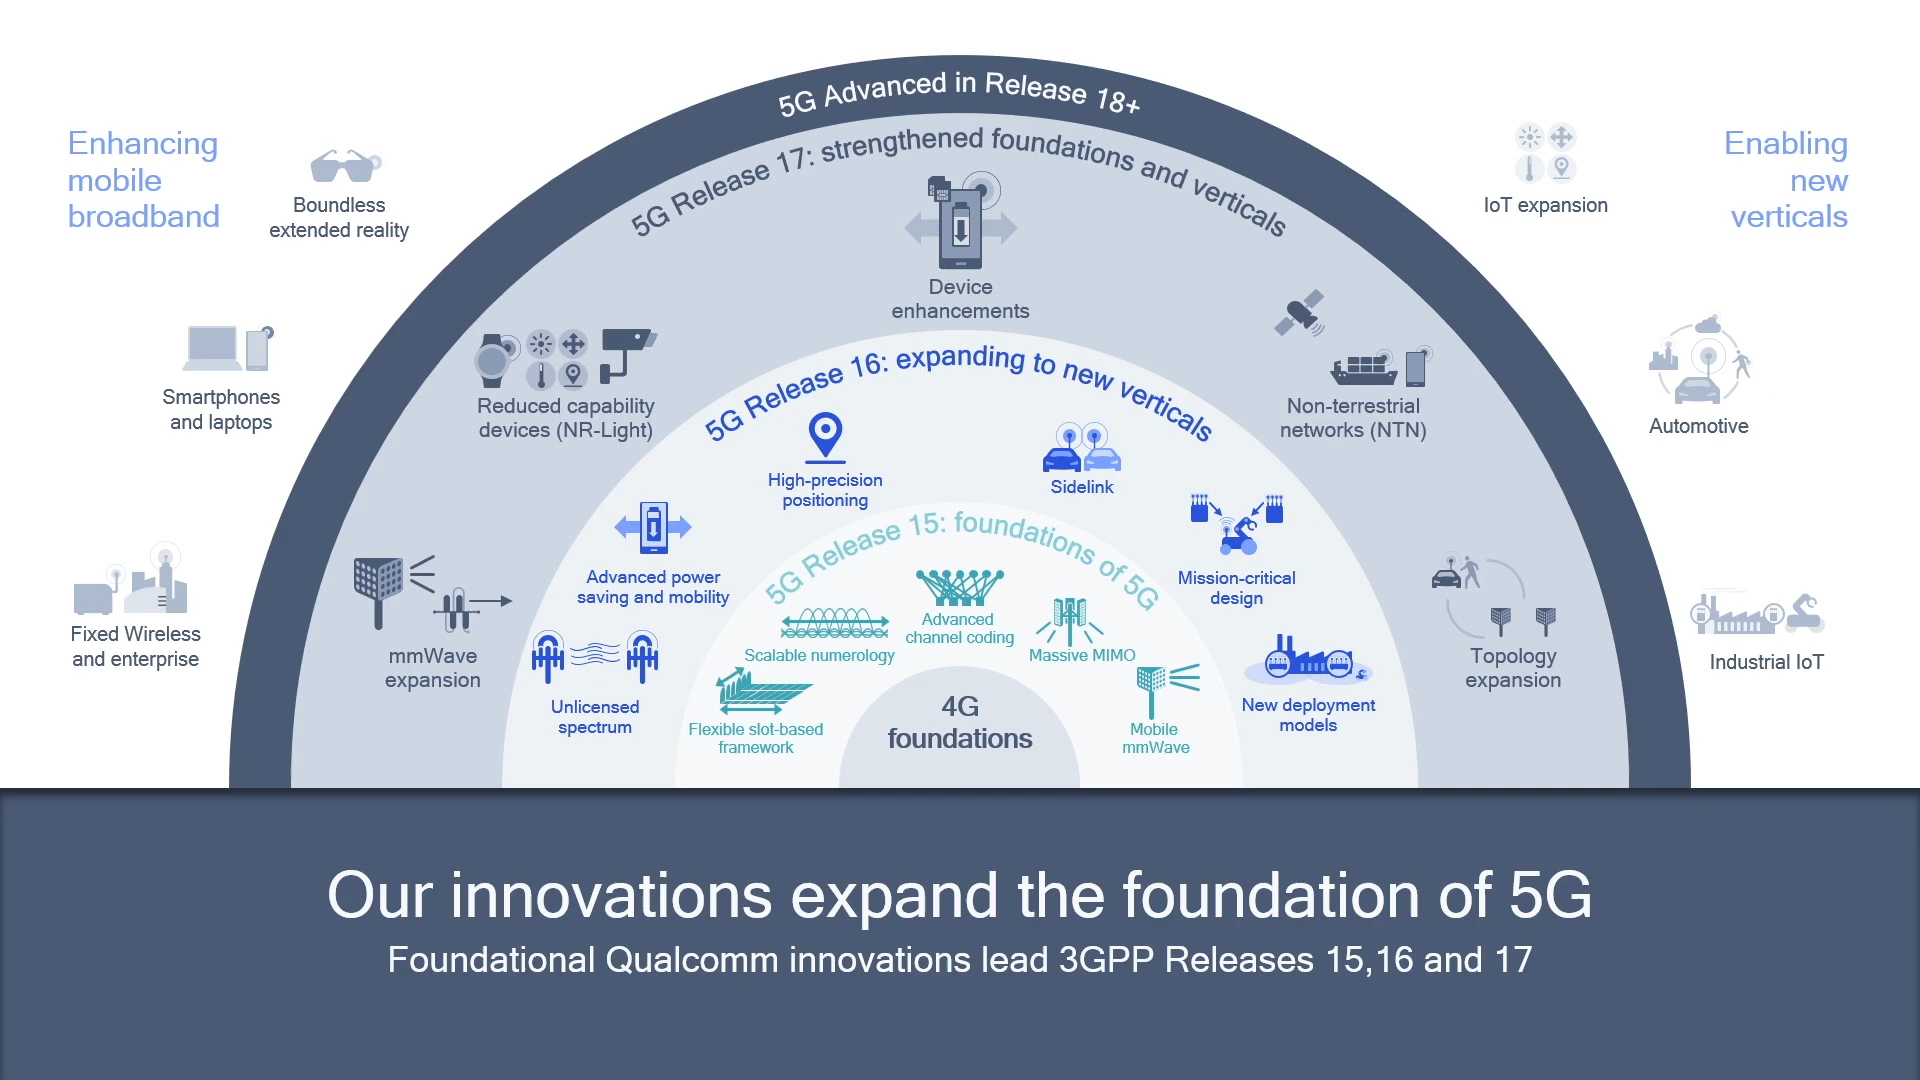 5G Advanced in Release 18+
Enhancing
mobile
broadband
Boundless
extended reality
Smartphones
and laptops
Fixed Wireless
and enterprise
5G Release 17: strengthened foundations and verticals
Device
enhancements
Reduced capability
devices (NR-Light)
Non-terrestrial
networks (NTN)
mmWave
expansion
Topology
expansion
5G Release 16: expanding to new verticals
High-precision
positioning
Sidelink
Advanced power
saving and mobility
Mission-critical
design
Unlicensed
spectrum
New deployment
models
5G Release 15: foundations of 5G
Advanced
channel coding
Scalable numerology
Massive MIMO
Flexible slot-based
framework
Mobile
mmWave
4G
foundations
Enabling
new
verticals
IoT expansion
Automotive
Industrial IoT
Our innovations expand the foundation of 5G
Foundational Qualcomm innovations lead 3GPP Releases 15,16 and 17